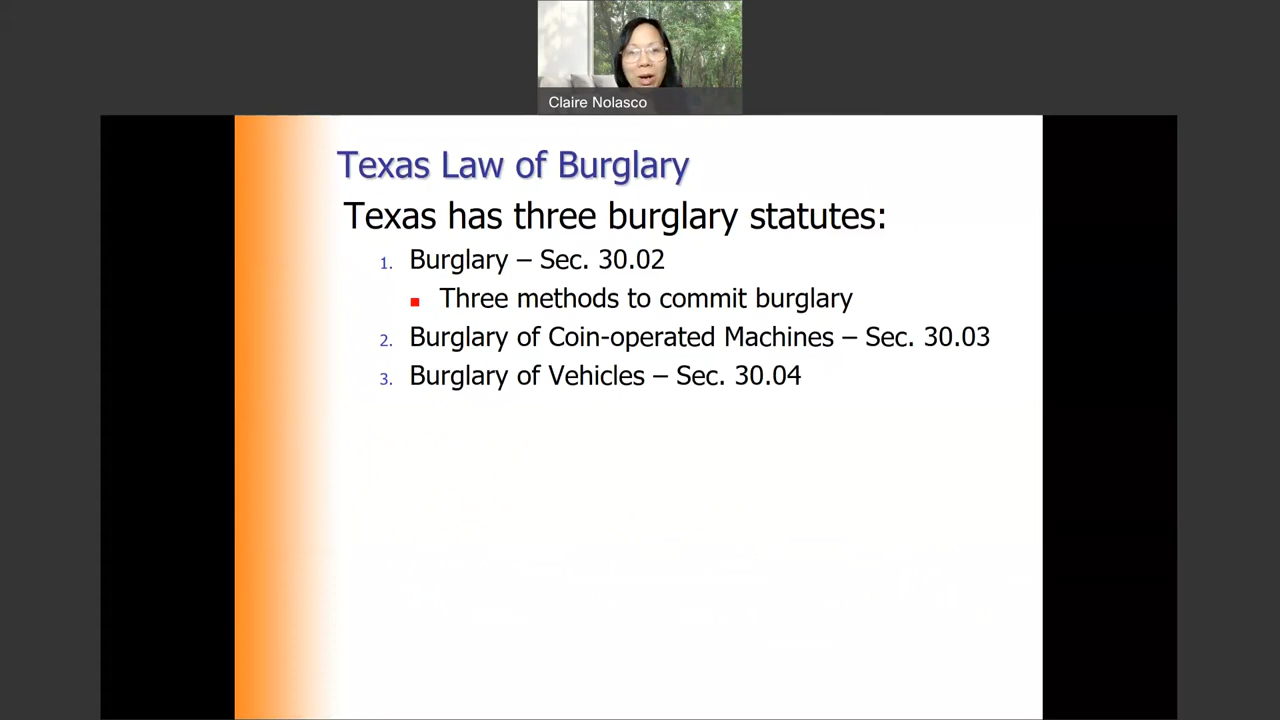 Claire Nolasco
Texas Law of Burglary
Texas has three burglary statutes:
1. Burglary – Sec. 30.02
Three methods to commit burglary
2. Burglary of Coin-operated Machines – Sec. 30.03
3. Burglary of Vehicles – Sec. 30.04